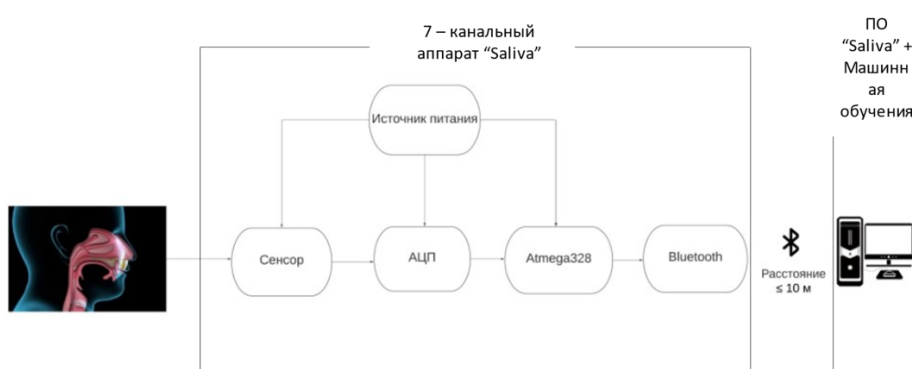 7 – канальный
аппарат “Saliva”
ПО
“Saliva” +
Машинн
ая
обучения
Источник питания
Сенсор
АЦП
Atmega328
Bluetooth
Расстояние
≤ 10 м